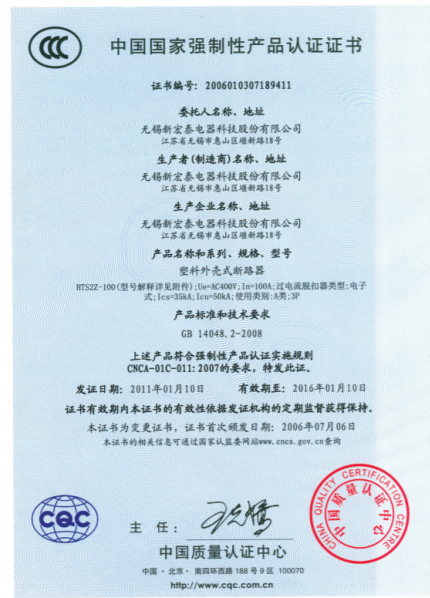 CCC
中国国家强制性产品认证证书
证书编号：2006010307189411
委托人名称、地址
无锡新宏泰电器科技股份有限公司
江苏省无锡市惠山区堰新路18号
生产者(制造商)名称、地址
无锡新宏泰电器科技股份有限公司
江苏省无锡市惠山区堰新路18号
生产企业名称、地址
无锡新宏泰电器科技股份有限公司
江苏省无锡市惠山区堰新路18号
产品名称和系列、规格、型号
塑料外壳式断路器
HTS2Z-100(型号解释详见附件);Ue=AC400V;In=100A;过电流脱扣器类型:电子
式;Ics=35kA;Icu=50kA;使用类别:A类;3P
产品标准和技术要求
GB 14048.2-2008
上述产品符合强制性产品认证实施规则
CNCA-01C-011:2007的要求，特发此证。
发证日期：2011年01月10日 有效期至：2016年01月10日
证书有效期内本证书的有效性依据发证机构的定期监督获得保持。
本证书为变更证书，证书首次颁发日期：2006年07月06日
本证书的相关信息可通过国家认监委网站www.cnca.gov.cn查询
CQC
主 任：
CHINA QUALITY CERTIFICATION CENTRE
中国质量认证中心
中国质量认证中心
中国·北京·南四环西路 188 号 9 区 100070
http://www.cqc.com.cn